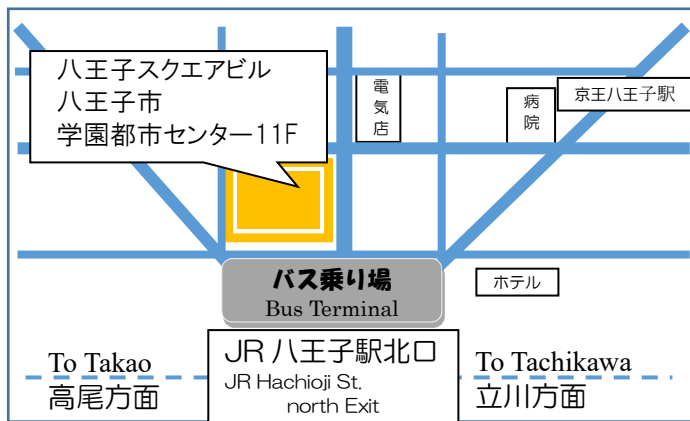 八王子スクエアビル
八王子市
学園都市センター11F
電気店
病院
京王八王子駅
バス乗り場
Bus Terminal
ホテル
JR 八王子駅北口
JR Hachioji St.
north Exit
To Takao
高尾方面
To Tachikawa
立川方面